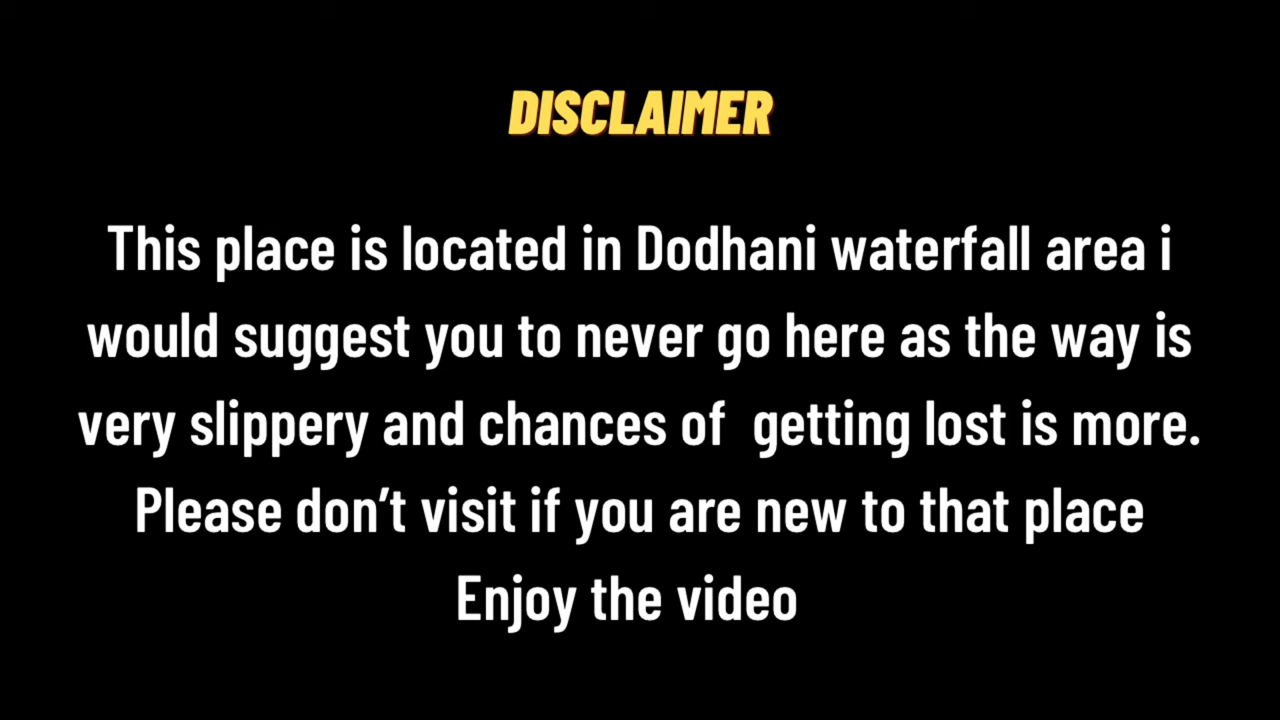 DISCLAIMER
This place is located in Dodhani waterfall area i
would suggest you to never go here as the way is
very slippery and chances of  getting lost is more.
Please don’t visit if you are new to that place
Enjoy the video